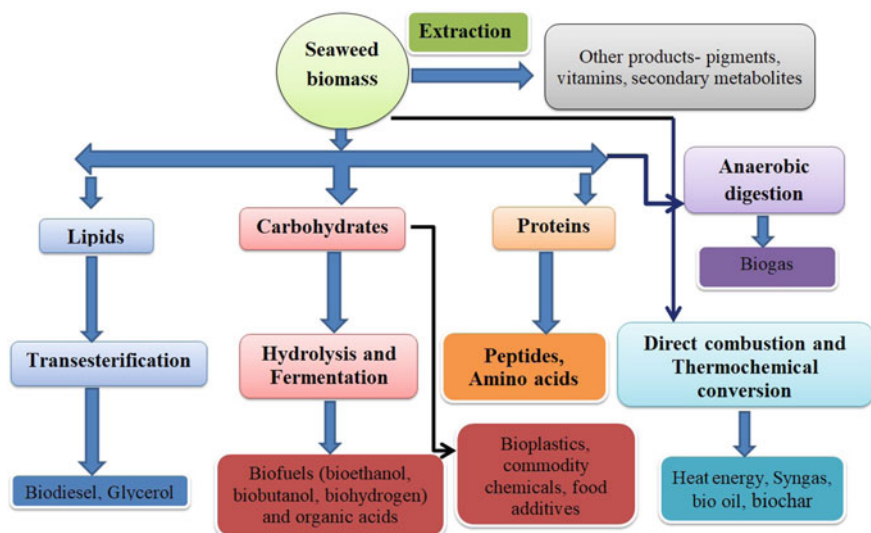 Extraction
Seaweed
biomass
Other products- pigments,
vitamins, secondary metabolites
Anaerobic
digestion
Lipids
Carbohydrates
Proteins
Biogas
Transesterification
Hydrolysis and
Fermentation
Peptides,
Amino acids
Direct combustion and
Thermochemical
conversion
Biodiesel, Glycerol
Biofuels (bioethanol,
biobutanol, biohydrogen)
and organic acids
Bioplastics,
commodity
chemicals, food
additives
Heat energy, Syngas,
bio oil, biochar